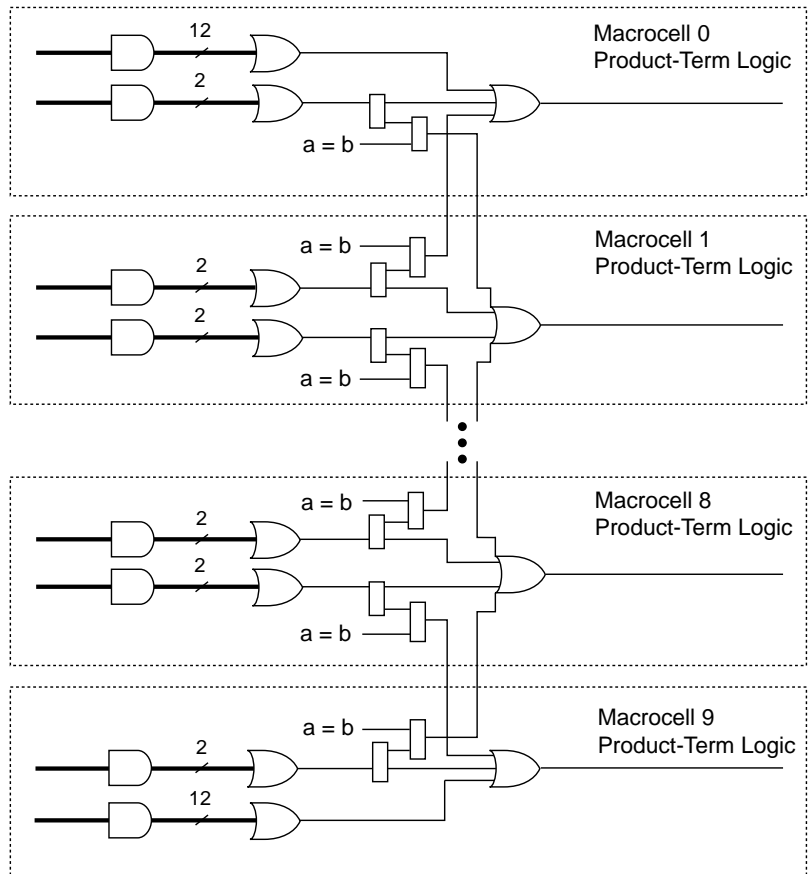 12
Macrocell 0
Product-Term Logic
2
a = b
a = b
Macrocell 1
Product-Term Logic
2
2
a = b
a = b
Macrocell 8
Product-Term Logic
2
2
a = b
a = b
Macrocell 9
Product-Term Logic
2
12